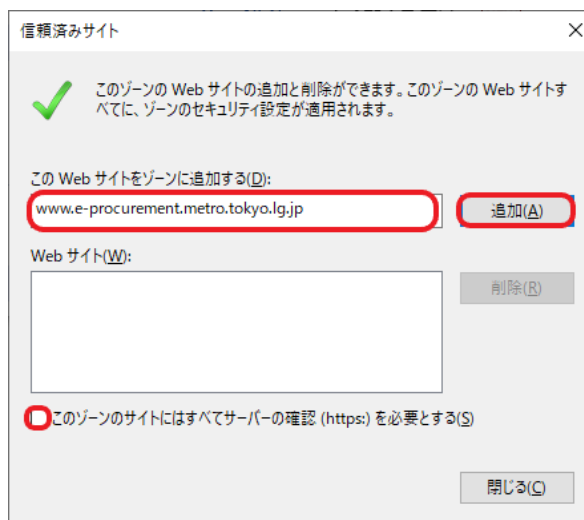 信頼済みサイト
このゾーンの Web サイトの追加と削除ができます。このゾーンの Web サイトす
べてに、ゾーンのセキュリティ設定が適用されます。
この Web サイトをゾーンに追加する(D):
www.e-procurement.metro.tokyo.lg.jp
追加(A)
Web サイト(W):
削除(R)
このゾーンのサイトにはすべてサーバーの確認 (https:) を必要とする(S)
閉じる(C)